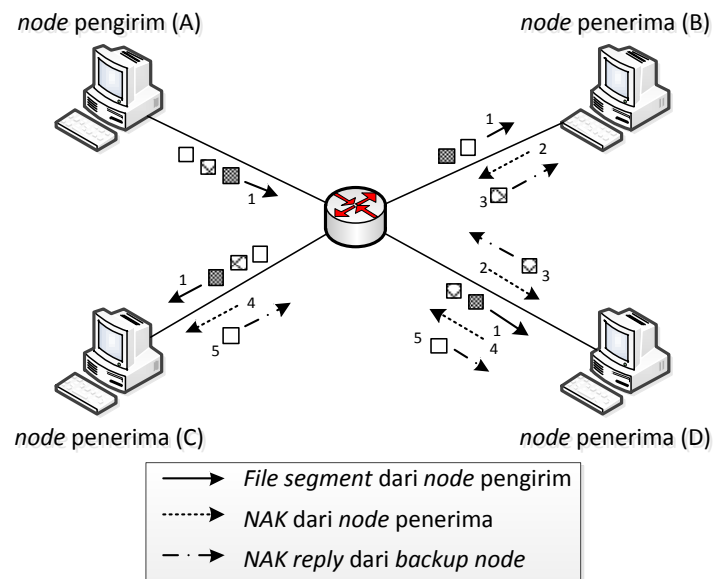 node pengirim (A)
node penerima (B)
1
1
2
3
1
4
5
2
3
1
4
5
node penerima (C)
node penerima (D)
File segment dari node pengirim
NAK dari node penerima
NAK reply dari backup node